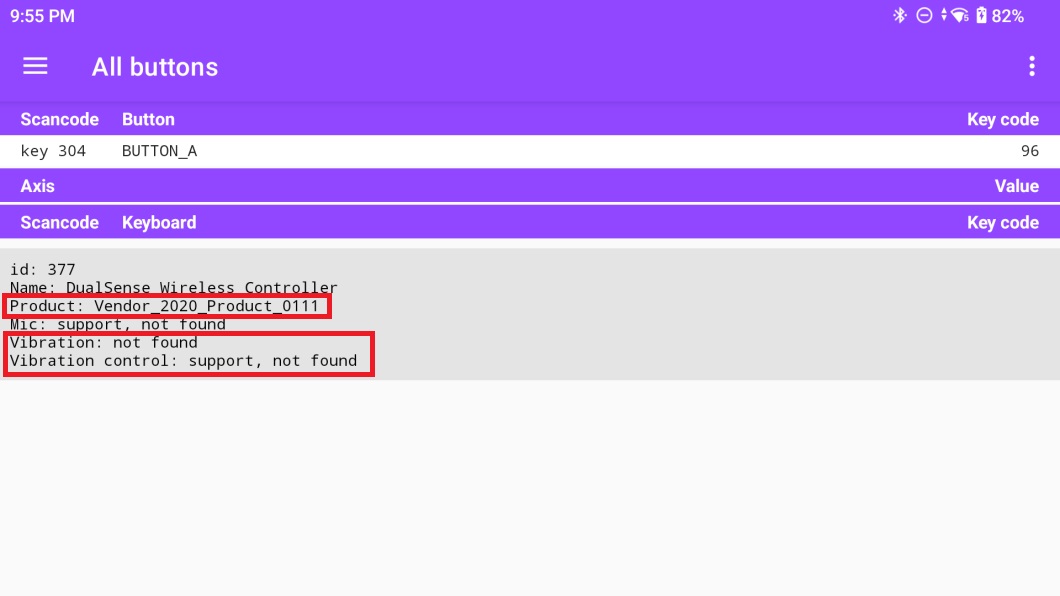 9:55 PM 82%
All buttons
Scancode Button Key code
key 304 BUTTON_A 96
Axis Value
Scancode Keyboard Key code
id: 377
Name: DualSense Wireless Controller
Product: Vendor_2020_Product_0111
Mic: support, not found
Vibration: not found
Vibration control: support, not found